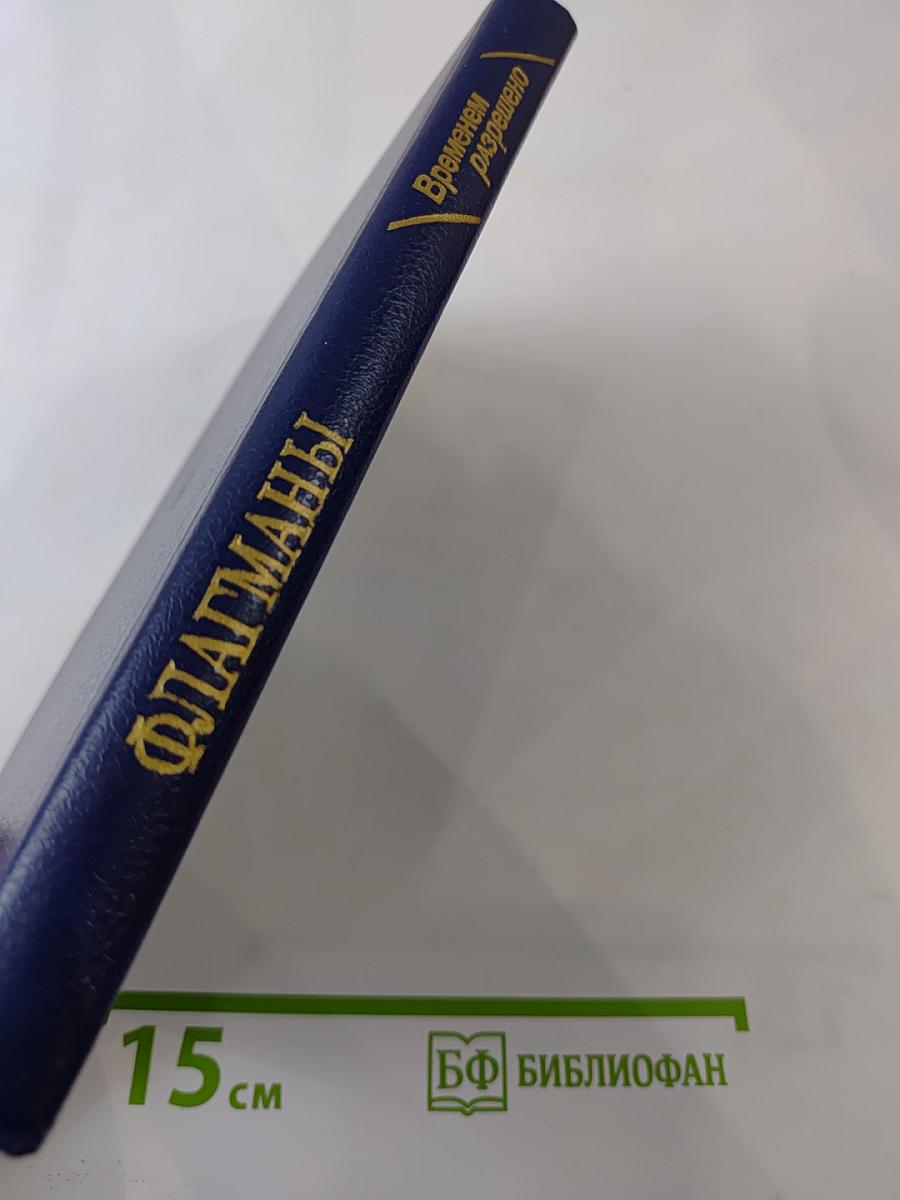 Временем
разрешено
ФЛАГМАНЫ
15 см
БФ БИБЛИОФАН